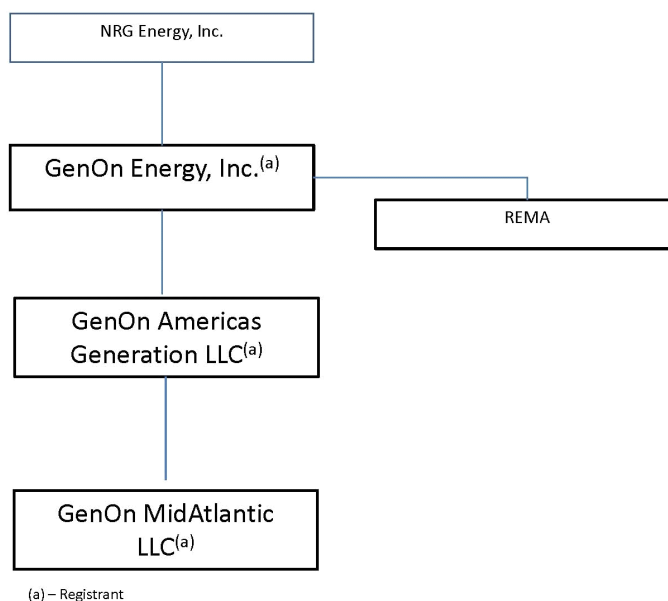 NRG Energy, Inc.
GenOn Energy, Inc.(a)
REMA
GenOn Americas
Generation LLC(a)
GenOn MidAtlantic
LLC(a)
(a) – Registrant